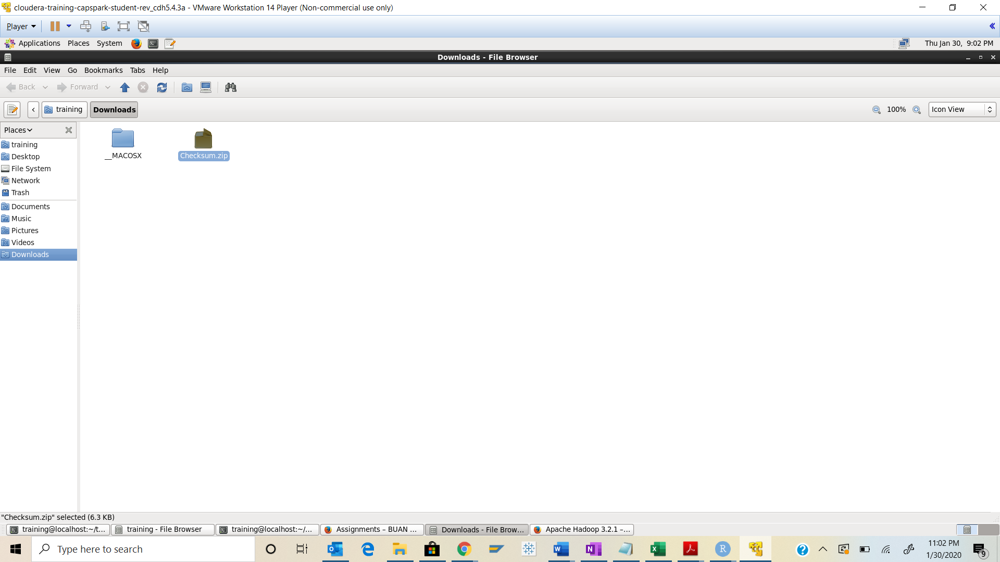 cloudera-training-capspark-student-rev_cdh5.4.3a - VMware Workstation 14 Player (Non-commercial use only)
Player
Applications Places System Thu Jan 30, 9:02 PM
Downloads - File Browser
File Edit View Go Bookmarks Tabs Help
Back Forward
training Downloads 100% Icon View
Places
training
Desktop
File System
Network
Trash
Documents
Music
Pictures
Videos
Downloads
__MACOSX Checksum.zip
"Checksum.zip" selected (6.3 KB)
training@localhost:~/t... training - File Browser training@localhost:~/... Assignments – BUAN ... Downloads - File Brow... Apache Hadoop 3.2.1 –...
Type here to search
11:02 PM
1/30/2020
9